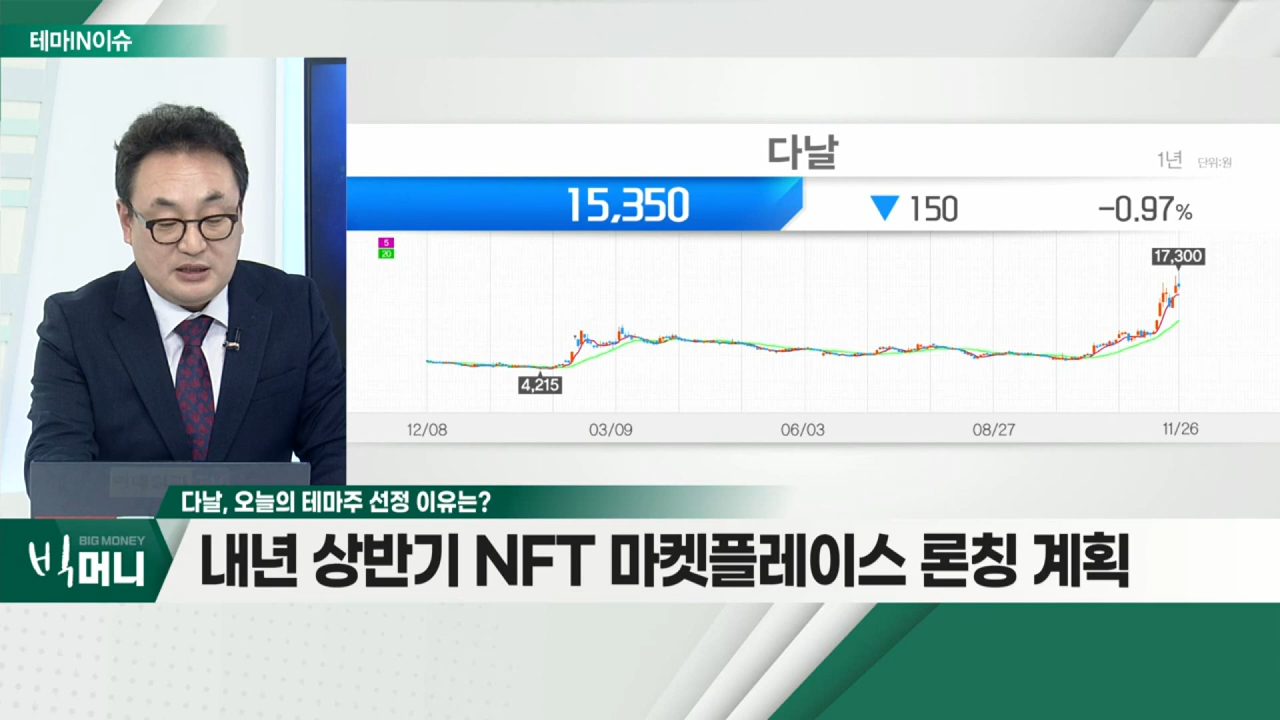 테마IN이슈
다날
1년 단위:원
15,350 ▼ 150 -0.97%
5
20
17,300
4,215
12/08 03/09 06/03 08/27 11/26
다날, 오늘의 테마주 선정 이유는?
BIG MONEY
빅머니
내년 상반기 NFT 마켓플레이스 론칭 계획